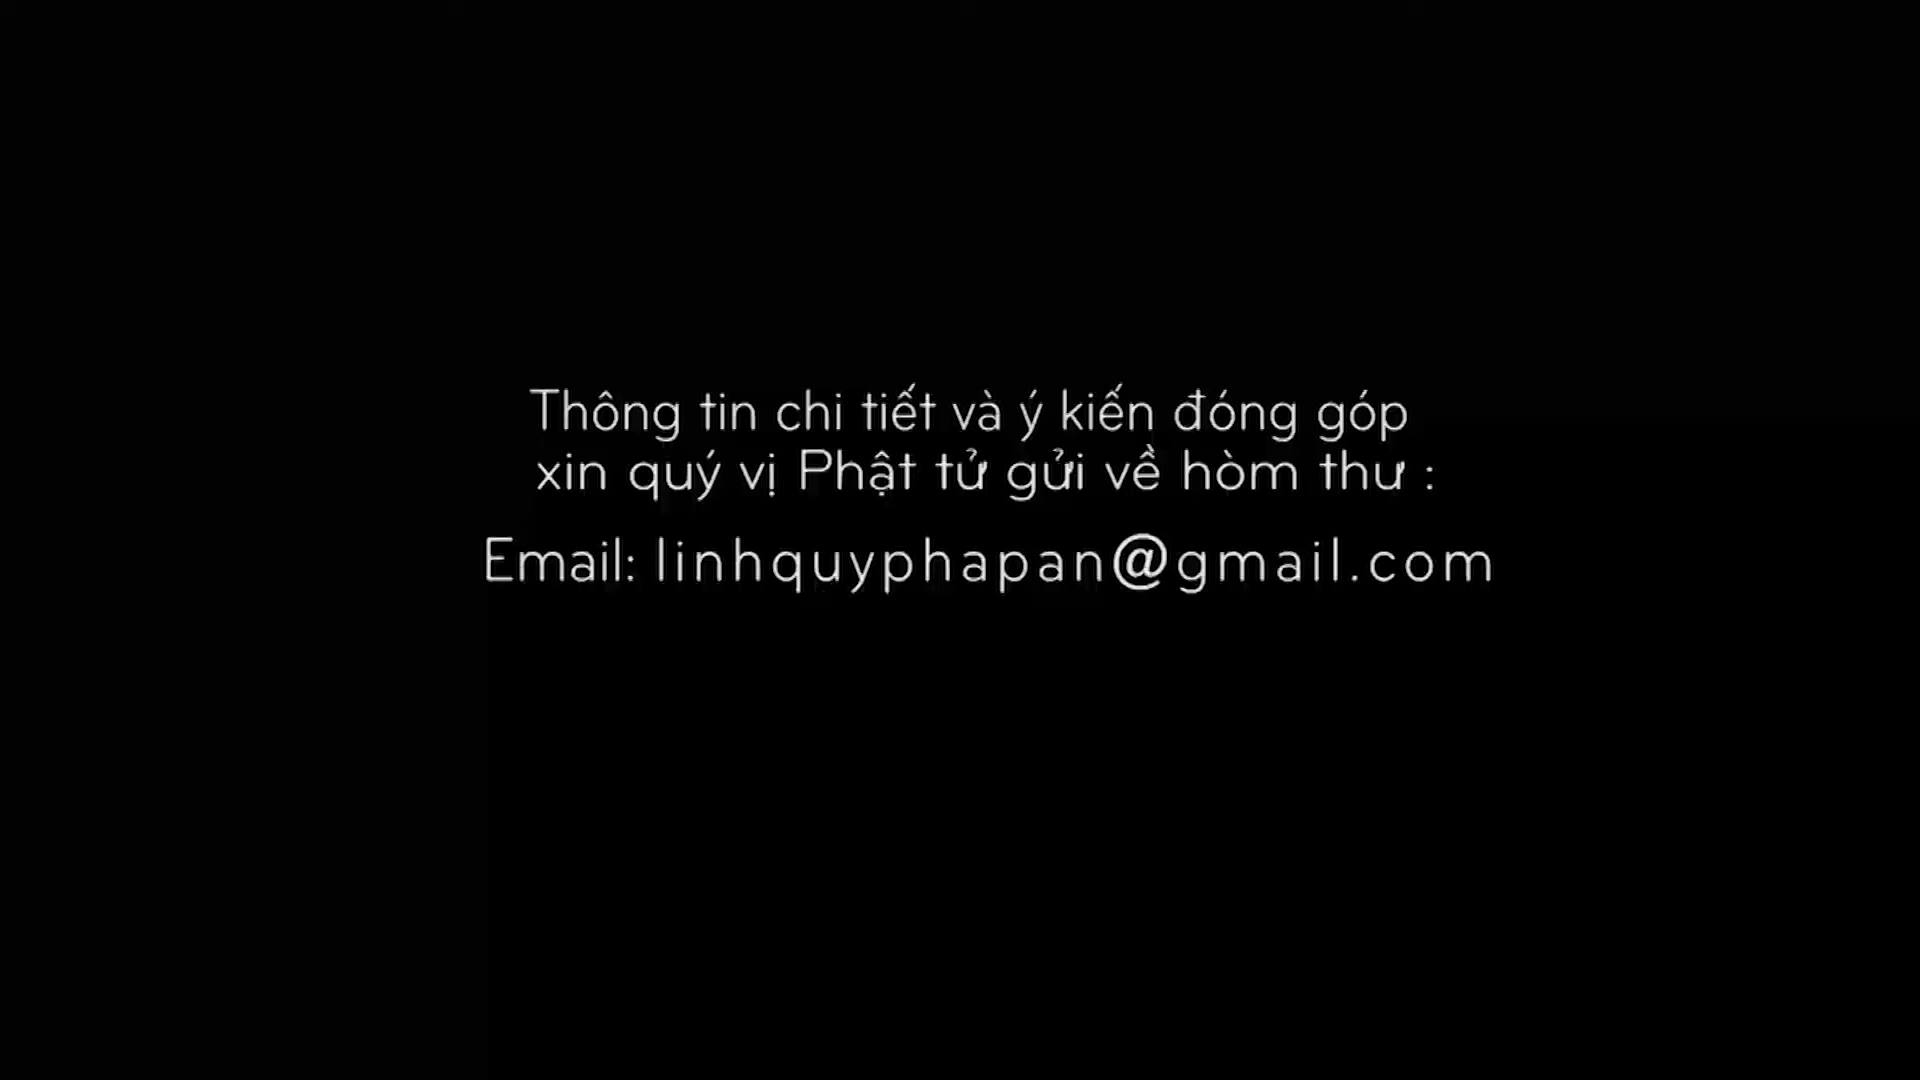 Thông tin chi tiết và ý kiến đóng góp
xin quý vị Phật tử gửi về hòm thư :
Email: linhquyphapan@gmail.com